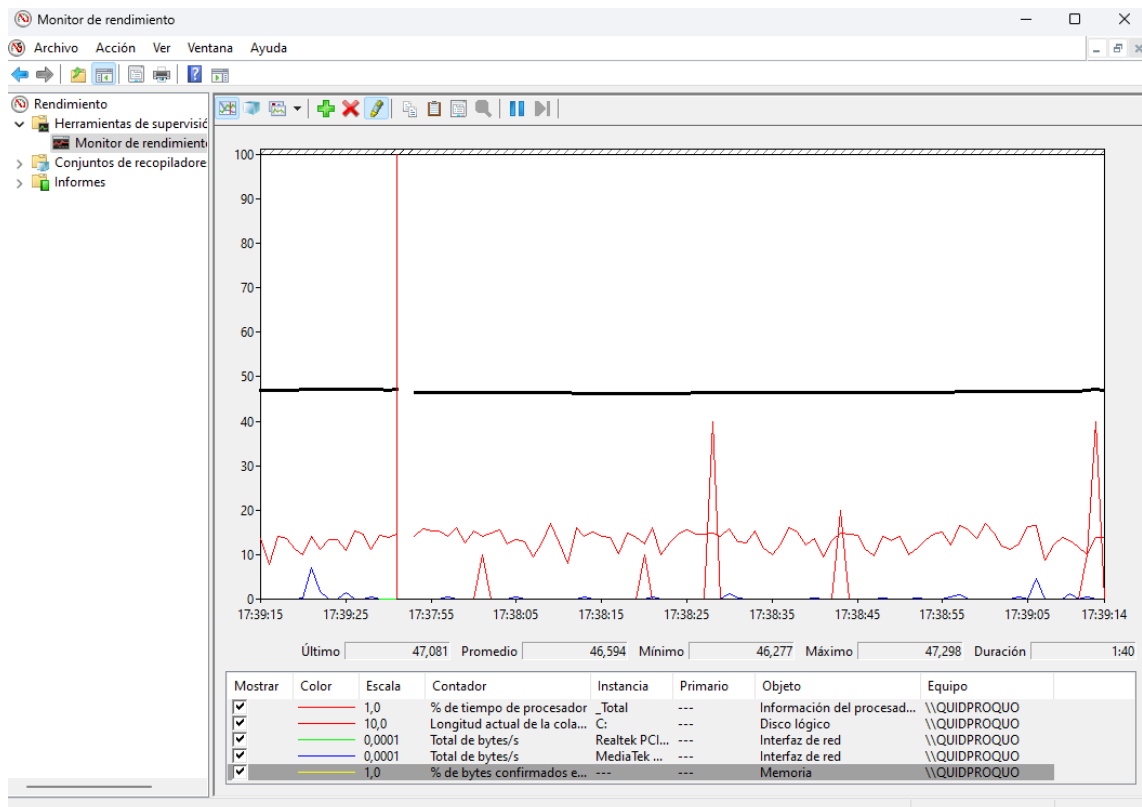 Monitor de rendimiento
Archivo Acción Ver Ventana Ayuda
Rendimiento
Herramientas de supervisió
Monitor de rendimient
Conjuntos de recopiladore
Informes
100
90
80
70
60
50
40
30
20
10
0
17:39:15 17:39:25 17:37:55 17:38:05 17:38:15 17:38:25 17:38:35 17:38:45 17:38:55 17:39:05 17:39:14
Último 47,081 Promedio 46,594 Mínimo 46,277 Máximo 47,298 Duración 1:40
Mostrar Color Escala Contador Instancia Primario Objeto Equipo
1,0 % de tiempo de procesador _Total --- Información del procesad... \\QUIDPROQUO
10,0 Longitud actual de la cola... C: --- Disco lógico \\QUIDPROQUO
0,0001 Total de bytes/s Realtek PCI... --- Interfaz de red \\QUIDPROQUO
0,0001 Total de bytes/s MediaTek ... --- Interfaz de red \\QUIDPROQUO
1,0 % de bytes confirmados e... --- --- Memoria \\QUIDPROQUO